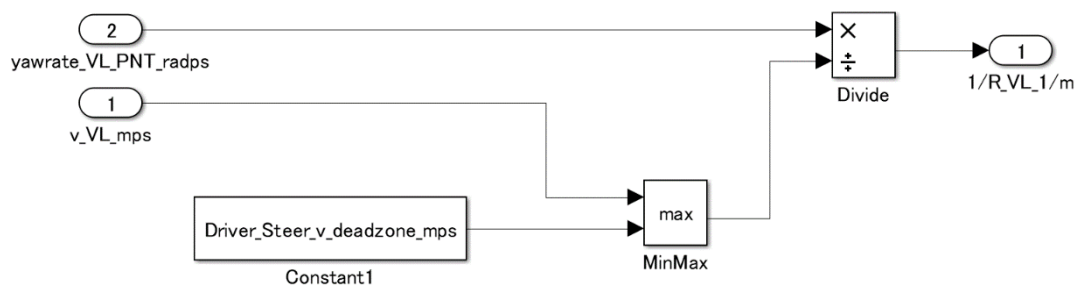 2
yawrate_VL_PNT_radps
1
v_VL_mps
Driver_Steer_v_deadzone_mps
Constant1
max
MinMax
×
÷
Divide
1
1/R_VL_1/m